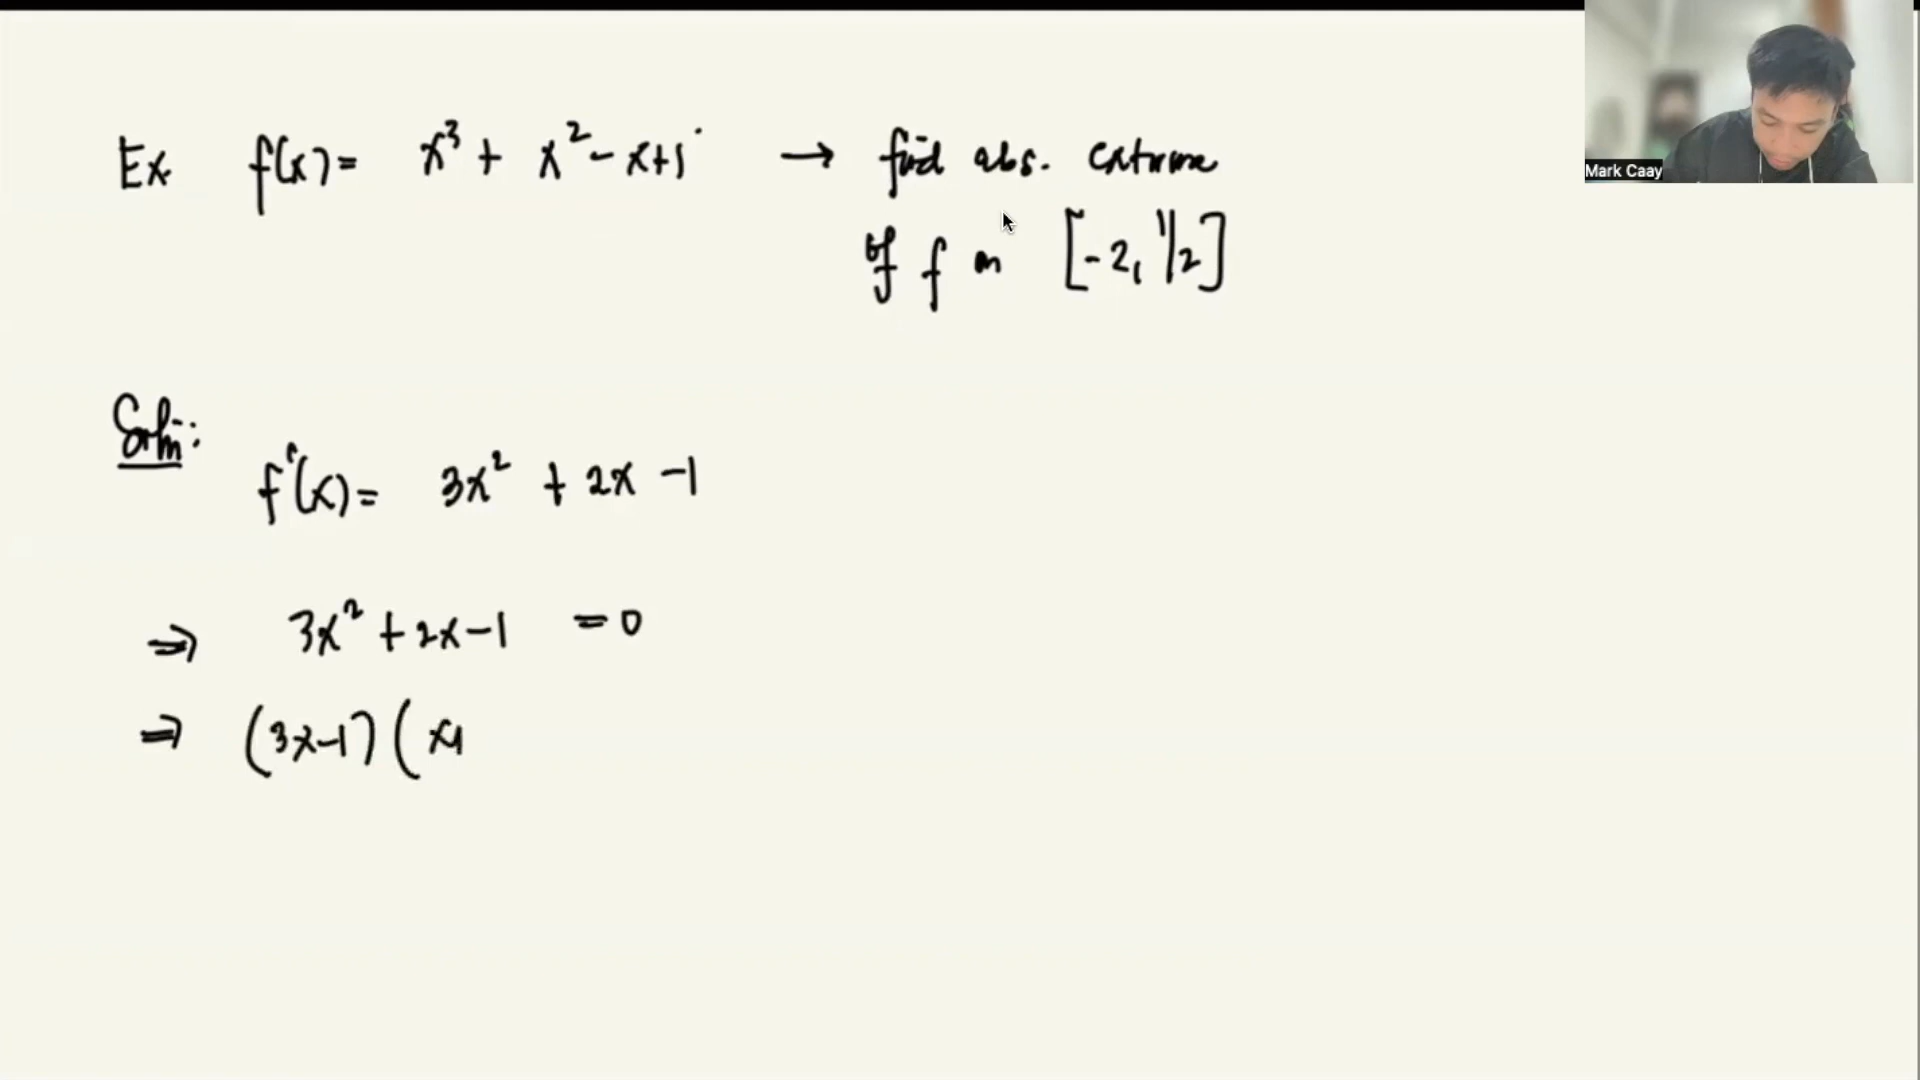 Ex. f(x) = x³ + x² - x + 1 → find abs. extrema
of f on [-2, 1/2]
Mark Caay
Soln:
f'(x) = 3x² + 2x - 1
⇒ 3x² + 2x - 1 = 0
⇒ (3x-1)(x+